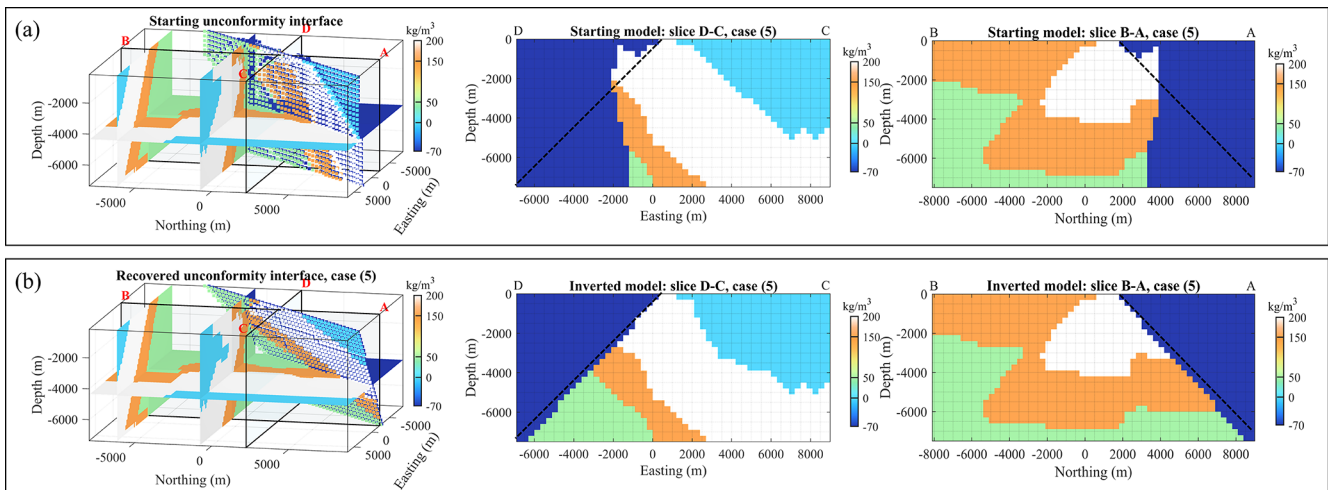 (a)
Starting unconformity interface
kg/m³
200
150
100
50
0
-70
B
D
A
C
-2000
-4000
-6000
Depth (m)
-5000
0
5000
Northing (m)
-5000
0
5000
Easting (m)
Starting model: slice D-C, case (5)
D
C
0
-2000
-4000
-6000
Depth (m)
-6000 -4000 -2000 0 2000 4000 6000 8000
Easting (m)
kg/m³
200
150
100
50
0
-70
Starting model: slice B-A, case (5)
B
A
0
-2000
-4000
-6000
Depth (m)
-8000 -6000 -4000 -2000 0 2000 4000 6000 8000
Northing (m)
kg/m³
200
150
100
50
0
-70
(b)
Recovered unconformity interface, case (5)
kg/m³
200
150
100
50
0
-70
B
D
A
C
-2000
-4000
-6000
Depth (m)
-5000
0
5000
Northing (m)
-5000
0
5000
Easting (m)
Inverted model: slice D-C, case (5)
D
C
0
-2000
-4000
-6000
Depth (m)
-6000 -4000 -2000 0 2000 4000 6000 8000
Easting (m)
kg/m³
200
150
100
50
0
-70
Inverted model: slice B-A, case (5)
B
A
0
-2000
-4000
-6000
Depth (m)
-8000 -6000 -4000 -2000 0 2000 4000 6000 8000
Northing (m)
kg/m³
200
150
100
50
0
-70